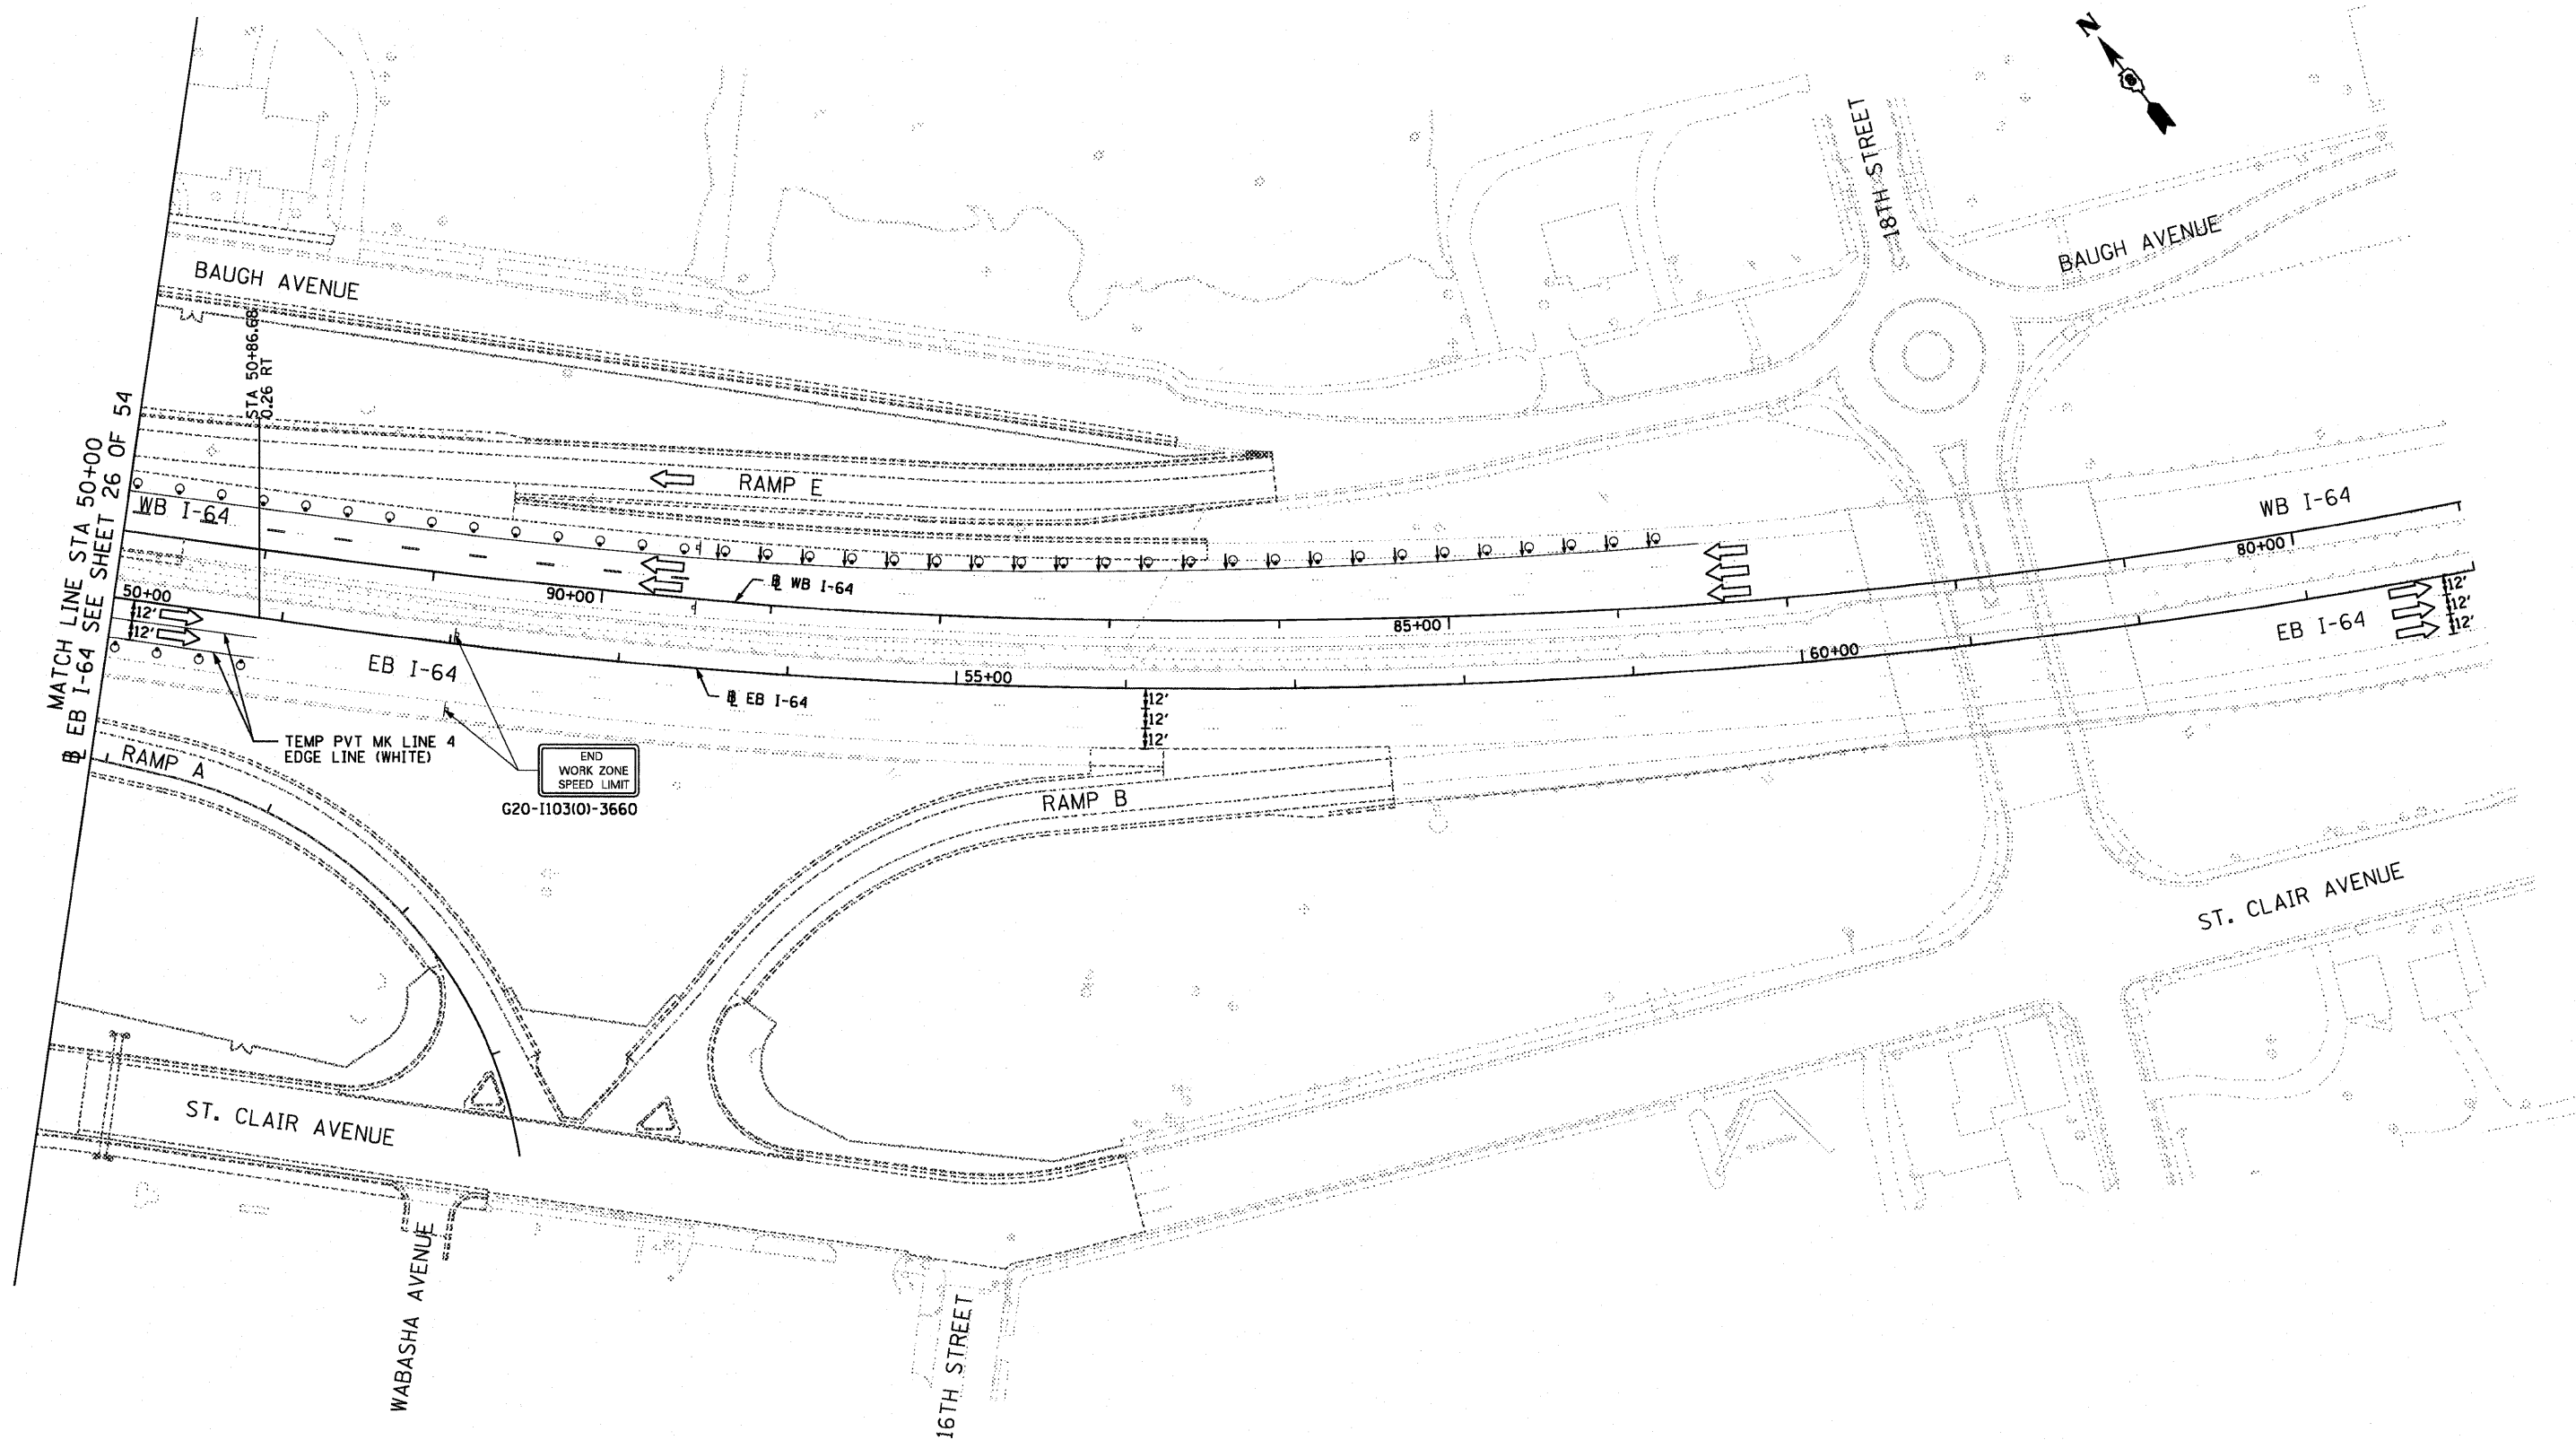 N
18TH STREET
BAUGH AVENUE
BAUGH AVENUE
STA 50+86.68
0.26 RT
MATCH LINE STA 50+00
℄ EB I-64 SEE SHEET 26 OF 54
RAMP E
WB I-64
WB I-64
80+00
90+00
℄ WB I-64
50+00
12'
12'
85+00
12'
12'
12'
EB I-64
EB I-64
60+00
55+00
℄ EB I-64
12'
12'
12'
TEMP PVT MK LINE 4
EDGE LINE (WHITE)
END
WORK ZONE
SPEED LIMIT
G20-I103(0)-3660
RAMP A
RAMP B
ST. CLAIR AVENUE
ST. CLAIR AVENUE
WABASHA AVENUE
16TH STREET